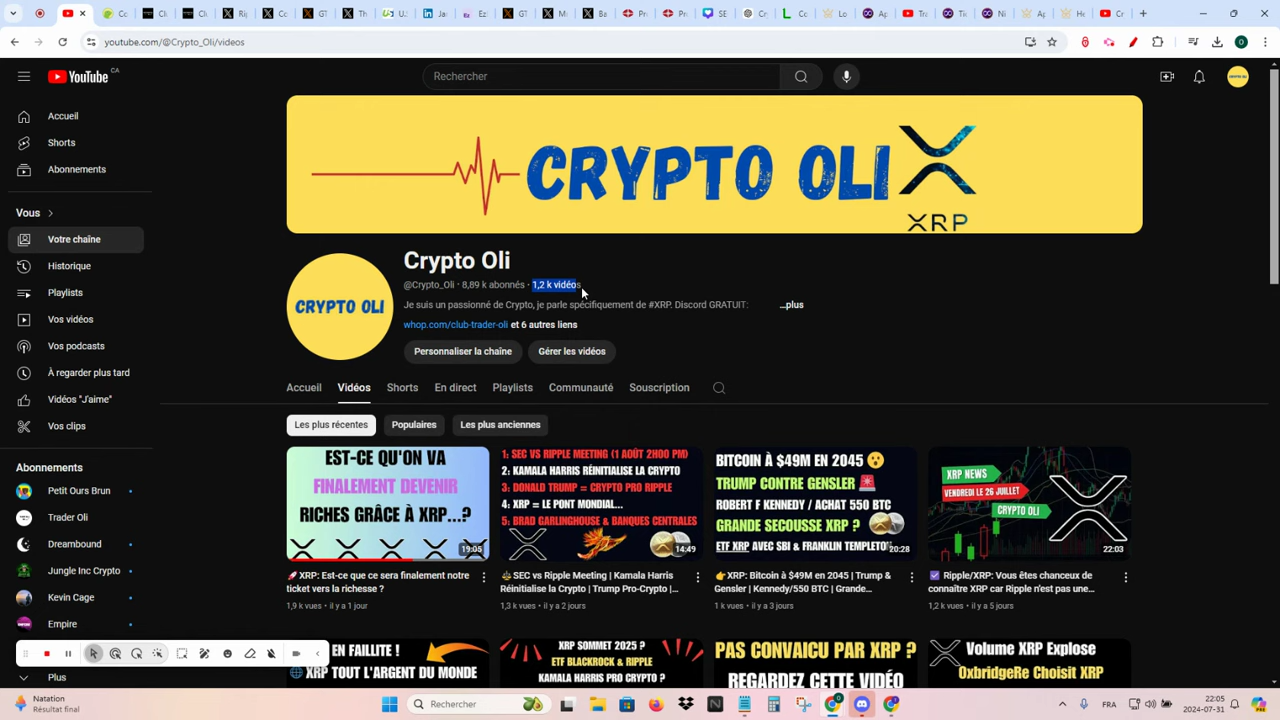 youtube.com/@Crypto_Oli/videos
YouTube CA
Rechercher
Accueil
Shorts
Abonnements
Vous
Votre chaîne
Historique
Playlists
Vos vidéos
Vos podcasts
À regarder plus tard
Vidéos "J'aime"
Vos clips
Abonnements
Petit Ours Brun
Trader Oli
Dreambound
Jungle Inc Crypto
Kevin Cage
Empire
Plus
CRYPTO OLI
XRP
CRYPTO OLI
Crypto Oli
@Crypto_Oli · 8,89 k abonnés · 1,2 k vidéos
Je suis un passionné de Crypto, je parle spécifiquement de #XRP. Discord GRATUIT: ...plus
whop.com/club-trader-oli et 6 autres liens
Personnaliser la chaîne
Gérer les vidéos
Accueil Vidéos Shorts En direct Playlists Communauté Souscription
Les plus récentes Populaires Les plus anciennes
EST-CE QU'ON VA
FINALEMENT DEVENIR
RICHES GRÂCE À XRP...?
19:05
XRP: Est-ce que ce sera finalement notre
ticket vers la richesse ?
1,9 k vues · il y a 1 jour
1: SEC VS RIPPLE MEETING (1 AOÛT 2H00 PM)
2: KAMALA HARRIS RÉINITIALISE LA CRYPTO
3: DONALD TRUMP = CRYPTO PRO RIPPLE
4: XRP = LE PONT MONDIAL...
5: BRAD GARLINGHOUSE & BANQUES CENTRALES
14:49
SEC vs Ripple Meeting | Kamala Harris
Réinitialise la Crypto | Trump Pro-Crypto |...
1,3 k vues · il y a 2 jours
BITCOIN À $49M EN 2045
TRUMP CONTRE GENSLER
ROBERT F KENNEDY / ACHAT 550 BTC
GRANDE SECOUSSE XRP ?
ETF XRP AVEC SBI & FRANKLIN TEMPLETON
20:28
XRP: Bitcoin à $49M en 2045 | Trump &
Gensler | Kennedy/550 BTC | Grande...
1 k vues · il y a 3 jours
XRP NEWS
VENDREDI LE 26 JUILLET
CRYPTO OLI
22:03
Ripple/XRP: Vous êtes chanceux de
connaître XRP car Ripple n'est pas une...
1,2 k vues · il y a 5 jours
EN FAILLITE !
XRP TOUT L'ARGENT DU MONDE
XRP SOMMET 2025 ?
ETF BLACKROCK & RIPPLE
KAMALA HARRIS PRO CRYPTO ?
PAS CONVAICU PAR XRP ?
REGARDEZ CETTE VIDÉO
Volume XRP Explose
OxbridgeRe Choisit XRP
Natation
Résultat final
Rechercher
FRA
22:05
2024-07-31